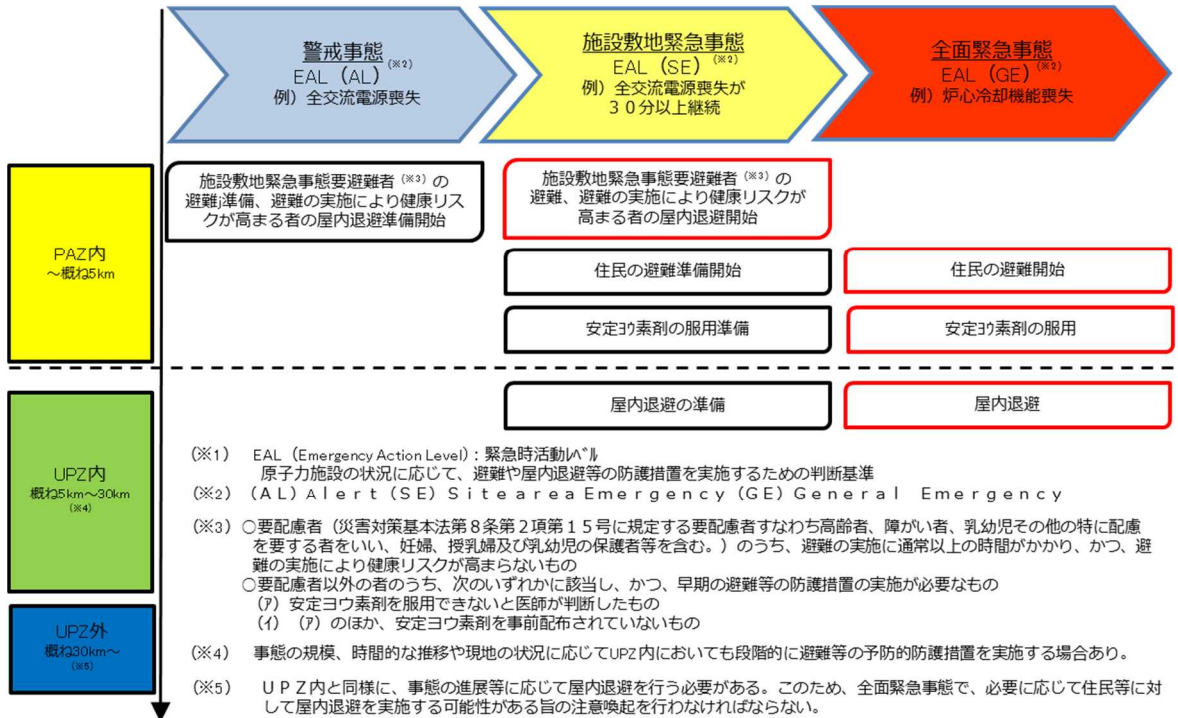 警戒事態
EAL（AL）(※2)
例）全交流電源喪失
施設敷地緊急事態
EAL（SE）(※2)
例）全交流電源喪失が
３０分以上継続
全面緊急事態
EAL（GE）(※2)
例）炉心冷却機能喪失
PAZ内
～概ね5km
施設敷地緊急事態要避難者(※3)の
避難j準備、避難の実施により健康リス
クが高まる者の屋内退避準備開始
施設敷地緊急事態要避難者(※3)の
避難、避難の実施により健康リスクが
高まる者の屋内退避開始
住民の避難準備開始
住民の避難開始
安定ﾖｳ素剤の服用準備
安定ﾖｳ素剤の服用
UPZ内
概ね5km～30km
(※4)
屋内退避の準備
屋内退避
(※1)　EAL（Emergency Action Level）：緊急時活動ﾚﾍﾞﾙ
原子力施設の状況に応じて、避難や屋内退避等の防護措置を実施するための判断基準
(※2)　（ＡＬ）Ａｌｅｒｔ（ＳＥ）Ｓｉｔｅ ａｒｅａ Ｅｍｅｒｇｅｎｃｙ（ＧＥ）Ｇｅｎｅｒａｌ　Ｅｍｅｒｇｅｎｃｙ
(※3)　○要配慮者（災害対策基本法第８条第２項第１５号に規定する要配慮者すなわち高齢者、障がい者、乳幼児その他の特に配慮
を要する者をいい、妊婦、授乳婦及び乳幼児の保護者等を含む。）のうち、避難の実施に通常以上の時間がかかり、かつ、避
難の実施により健康リスクが高まらないもの
○要配慮者以外の者のうち、次のいずれかに該当し、かつ、早期の避難等の防護措置の実施が必要なもの
(ｱ)　安定ヨウ素剤を服用できないと医師が判断したもの
(ｲ)　(ｱ)のほか、安定ヨウ素剤を事前配布されていないもの
UPZ外
概ね30km～
(※5)
(※4)　事態の規模、時間的な推移や現地の状況に応じてUPZ内においても段階的に避難等の予防的防護措置を実施する場合あり。
(※5)　ＵＰＺ内と同様に、事態の進展等に応じて屋内退避を行う必要がある。このため、全面緊急事態で、必要に応じて住民等に対
して屋内退避を実施する可能性がある旨の注意喚起を行わなければならない。